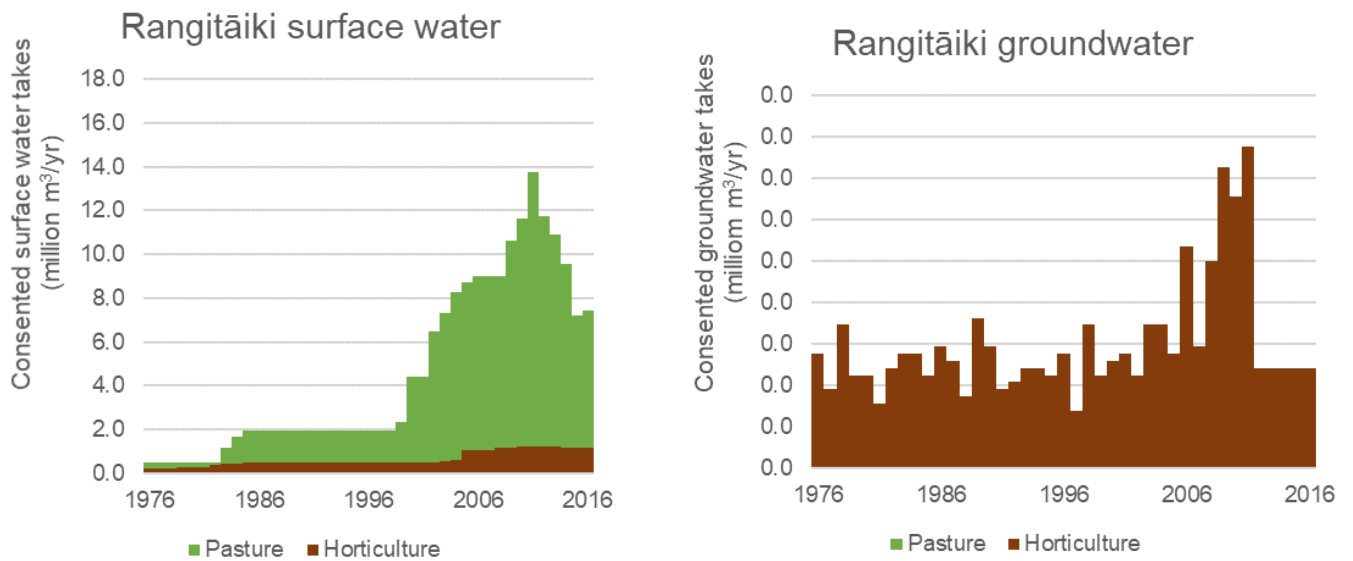 Rangitāiki surface water
Consented surface water takes
(million m³/yr)
18.0
16.0
14.0
12.0
10.0
8.0
6.0
4.0
2.0
0.0
1976 1986 1996 2006 2016
Pasture Horticulture
Rangitāiki groundwater
Consented groundwater takes
(milliom m³/yr)
0.0
0.0
0.0
0.0
0.0
0.0
0.0
0.0
0.0
0.0
1976 1986 1996 2006 2016
Pasture Horticulture